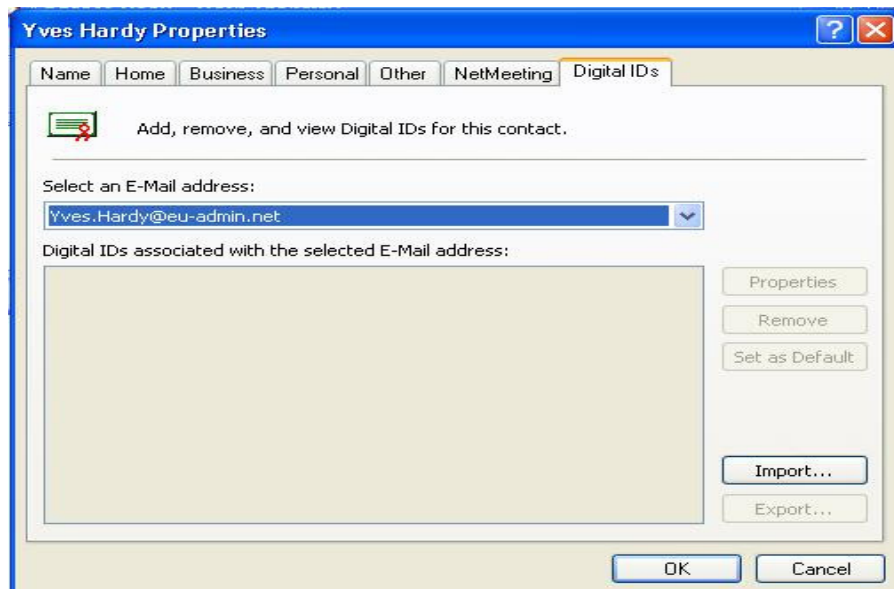 Yves Hardy Properties
Name Home Business Personal Other NetMeeting Digital IDs
Add, remove, and view Digital IDs for this contact.
Select an E-Mail address:
Yves.Hardy@eu-admin.net
Digital IDs associated with the selected E-Mail address:
Properties
Remove
Set as Default
Import...
Export...
OK Cancel